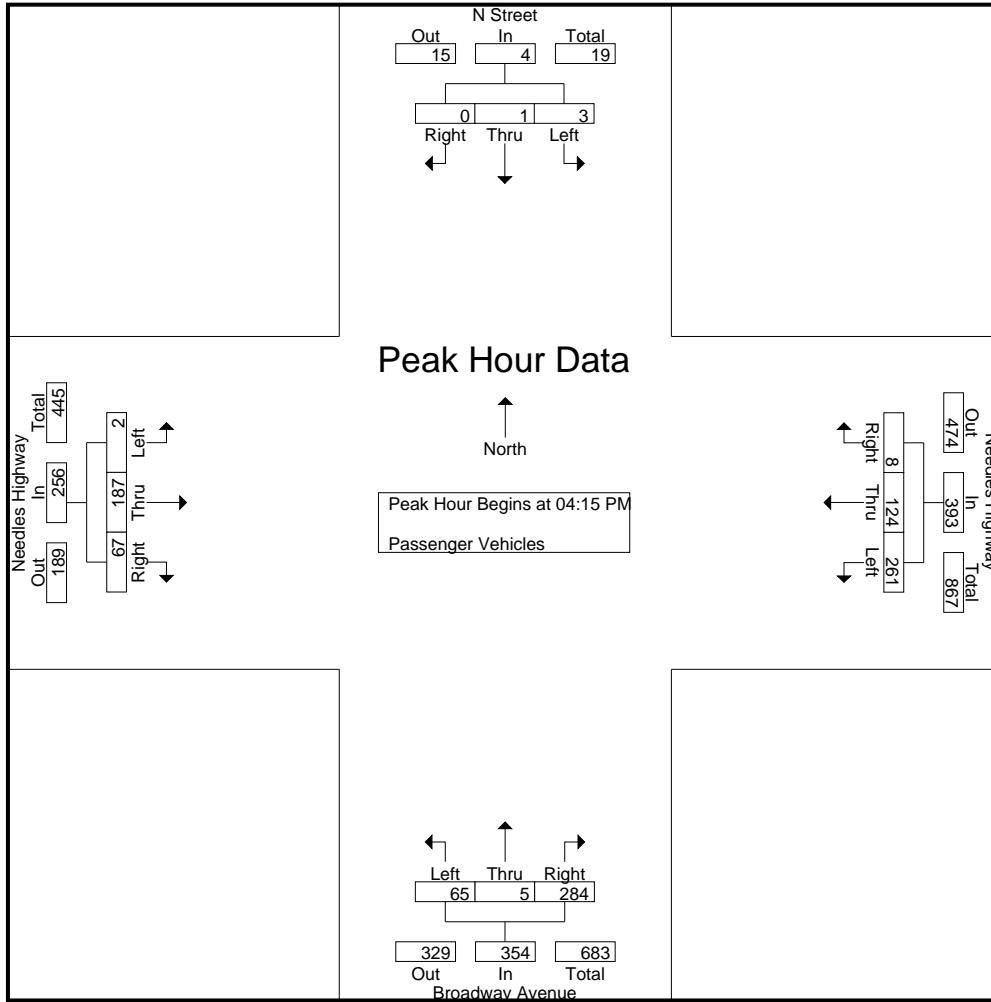 N Street
Out In Total
15 4 19
0 1 3
Right Thru Left
Peak Hour Data
North
Peak Hour Begins at 04:15 PM
Passenger Vehicles
Needles Highway
Total In Out
445 256 189
2 187 67
Left Thru Right
Right Thru Left
8 124 261
Out In Total
474 393 867
Needles Highway
Left Thru Right
65 5 284
329 354 683
Out In Total
Broadway Avenue